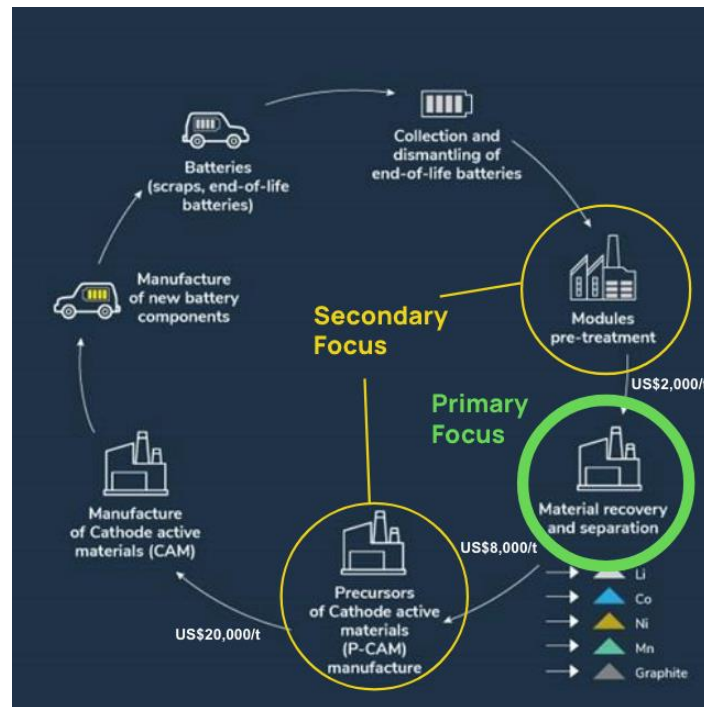 Batteries
(scraps, end-of-life
batteries)
Collection and
dismantling of
end-of-life batteries
Manufacture
of new battery
components
Secondary
Focus
Modules
pre-treatment
US$2,000/t
Primary
Focus
Material recovery
and separation
Manufacture
of Cathode active
materials (CAM)
US$8,000/t
Precursors
of Cathode active
materials
(P-CAM)
manufacture
US$20,000/t
Li
Co
Ni
Mn
Graphite